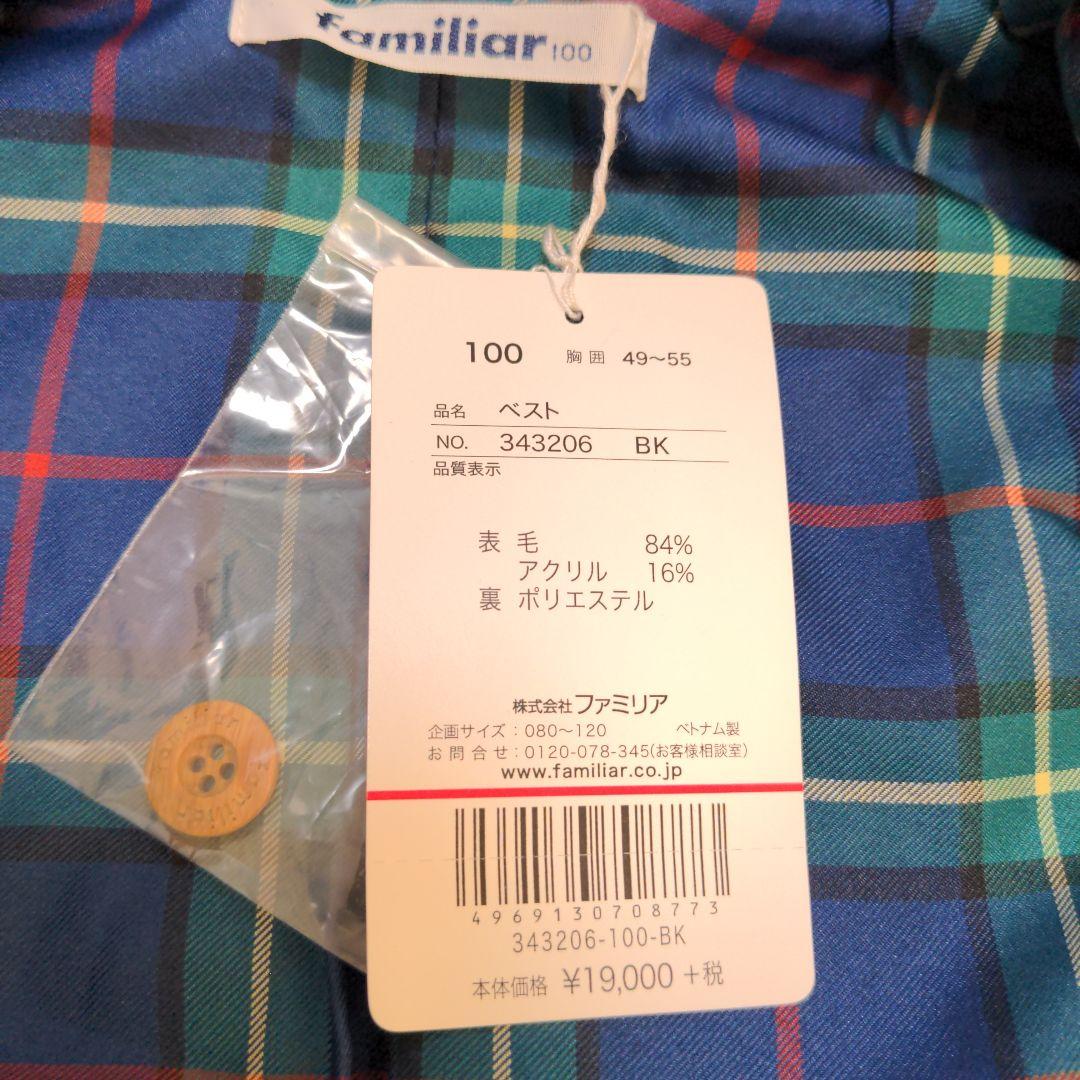 familiar 100
100 胸囲 49〜55
品名 ベスト
NO. 343206 BK
品質表示
表 毛 84%
アクリル 16%
裏 ポリエステル
株式会社 ファミリア
企画サイズ：080〜120 ベトナム製
お問合せ：0120-078-345(お客様相談室)
www.familiar.co.jp
4969130708773
343206-100-BK
本体価格 ¥19,000 +税
familiar
familiar